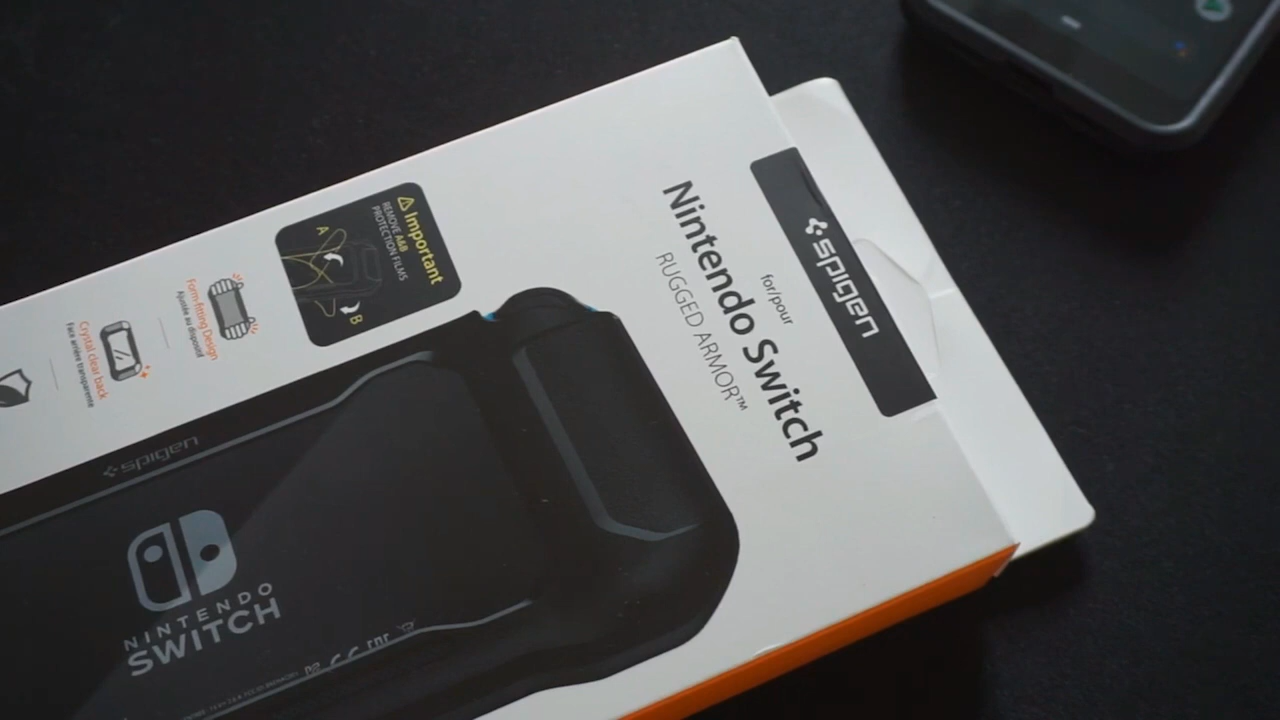 spigen
for/pour
Nintendo Switch
RUGGED ARMOR™
⚠ Important
REMOVE A&B
PROTECTION FILMS
A
B
Form-fitting Design
Ajustée au dispositif
Crystal clear back
Face arrière transparente
spigen
NINTENDO
SWITCH